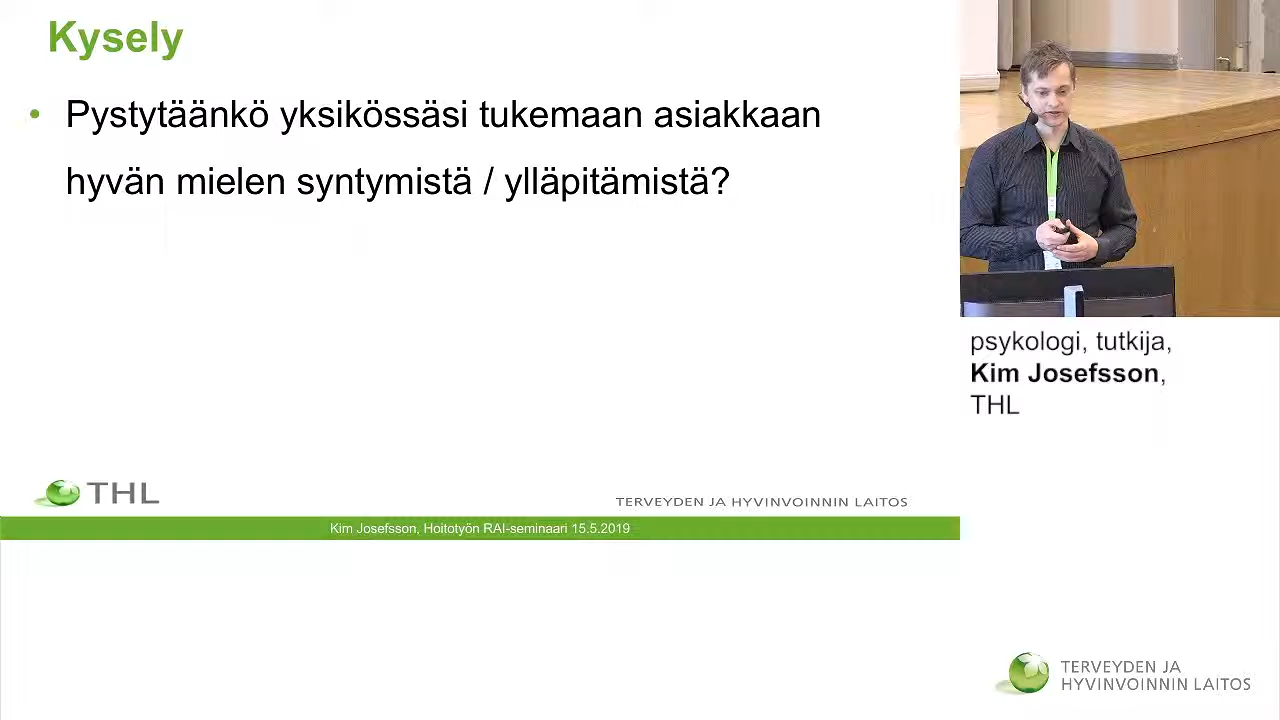 Kysely
• Pystytäänkö yksikössäsi tukemaan asiakkaan
hyvän mielen syntymistä / ylläpitämistä?
THL
TERVEYDEN JA HYVINVOINNIN LAITOS
Kim Josefsson, Hoitotyön RAI-seminaari 15.5.2019
psykologi, tutkija,
Kim Josefsson,
THL
TERVEYDEN JA
HYVINVOINNIN LAITOS